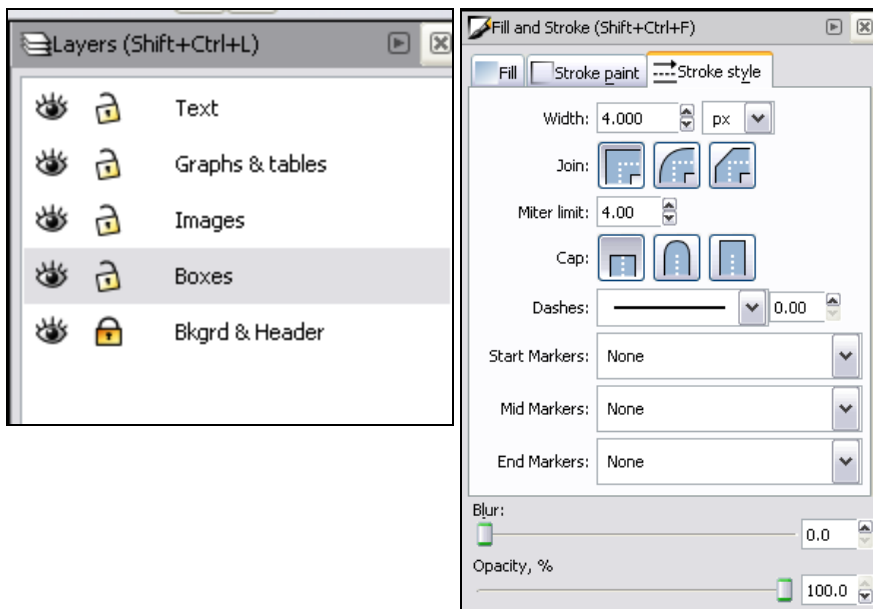 Layers (Shift+Ctrl+L)
Text
Graphs & tables
Images
Boxes
Bkgrd & Header
Fill and Stroke (Shift+Ctrl+F)
Fill Stroke paint Stroke style
Width: 4.000 px
Join:
Miter limit: 4.00
Cap:
Dashes: 0.00
Start Markers: None
Mid Markers: None
End Markers: None
Blur:
0.0
Opacity, %
100.0